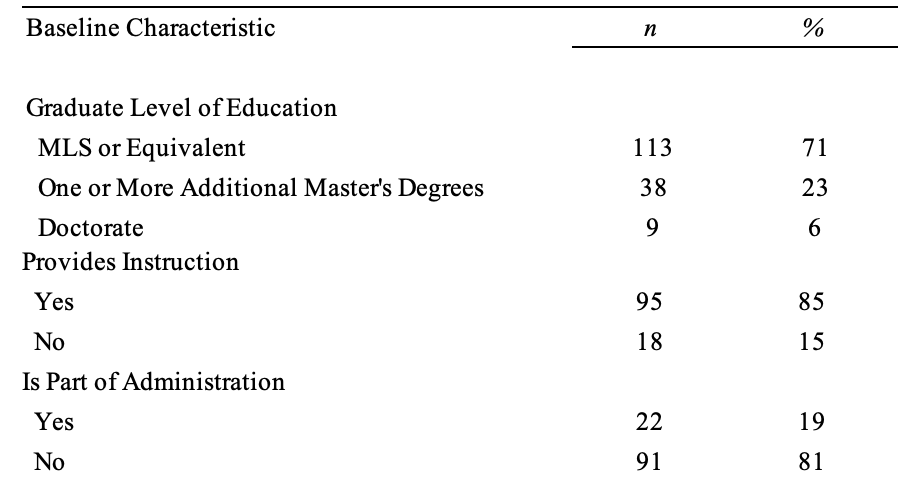 Baseline Characteristic n %
Graduate Level of Education
MLS or Equivalent 113 71
One or More Additional Master's Degrees 38 23
Doctorate 9 6
Provides Instruction
Yes 95 85
No 18 15
Is Part of Administration
Yes 22 19
No 91 81